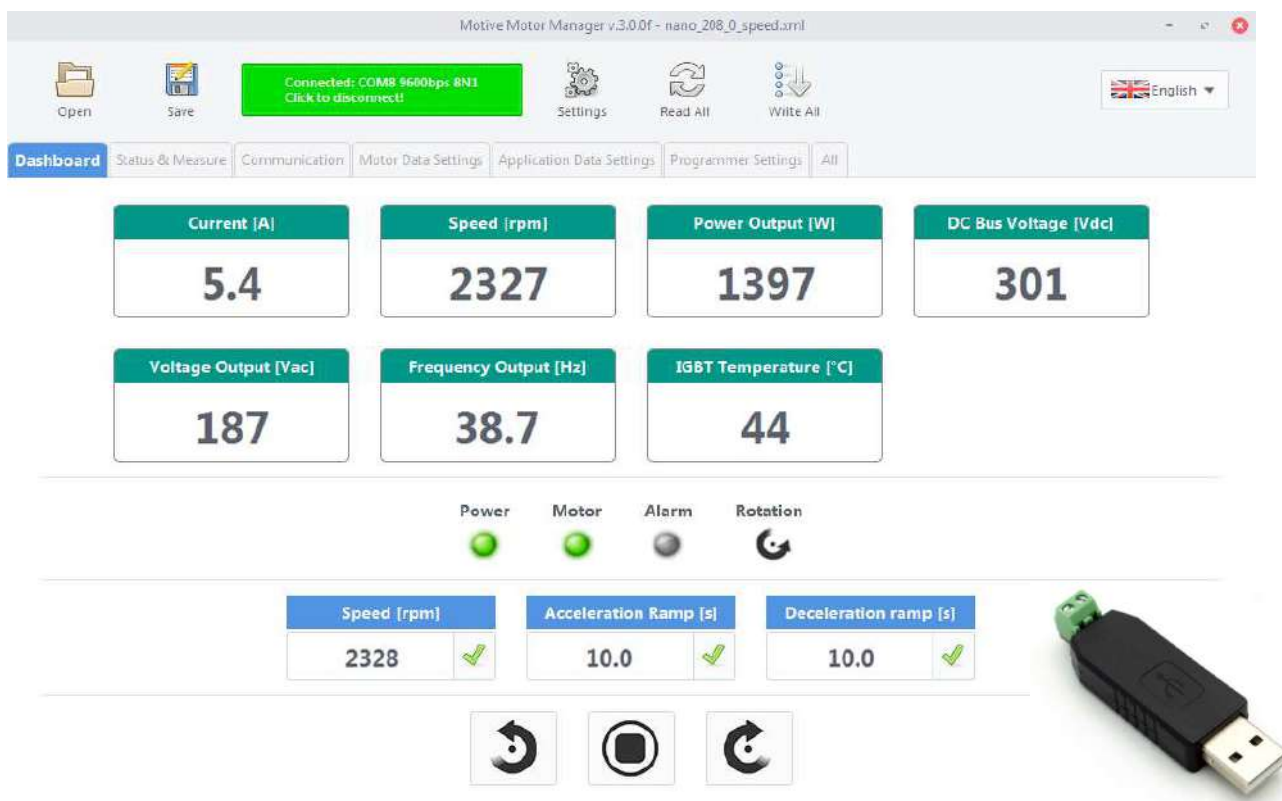 Motive Motor Manager v.3.0.0f - nano_208_0_speed.xml
Open
Save
Connected: COM8 9600bps 8N1
Click to disconnect!
Settings
Read All
Write All
English
Dashboard
Status & Measure
Communication
Motor Data Settings
Application Data Settings
Programmer Settings
All
Current [A]
Speed [rpm]
Power Output [W]
DC Bus Voltage [Vdc]
5.4
2327
1397
301
Voltage Output [Vac]
Frequency Output [Hz]
IGBT Temperature [°C]
187
38.7
44
Power
Motor
Alarm
Rotation
Speed [rpm]
Acceleration Ramp [s]
Deceleration ramp [s]
2328
10.0
10.0